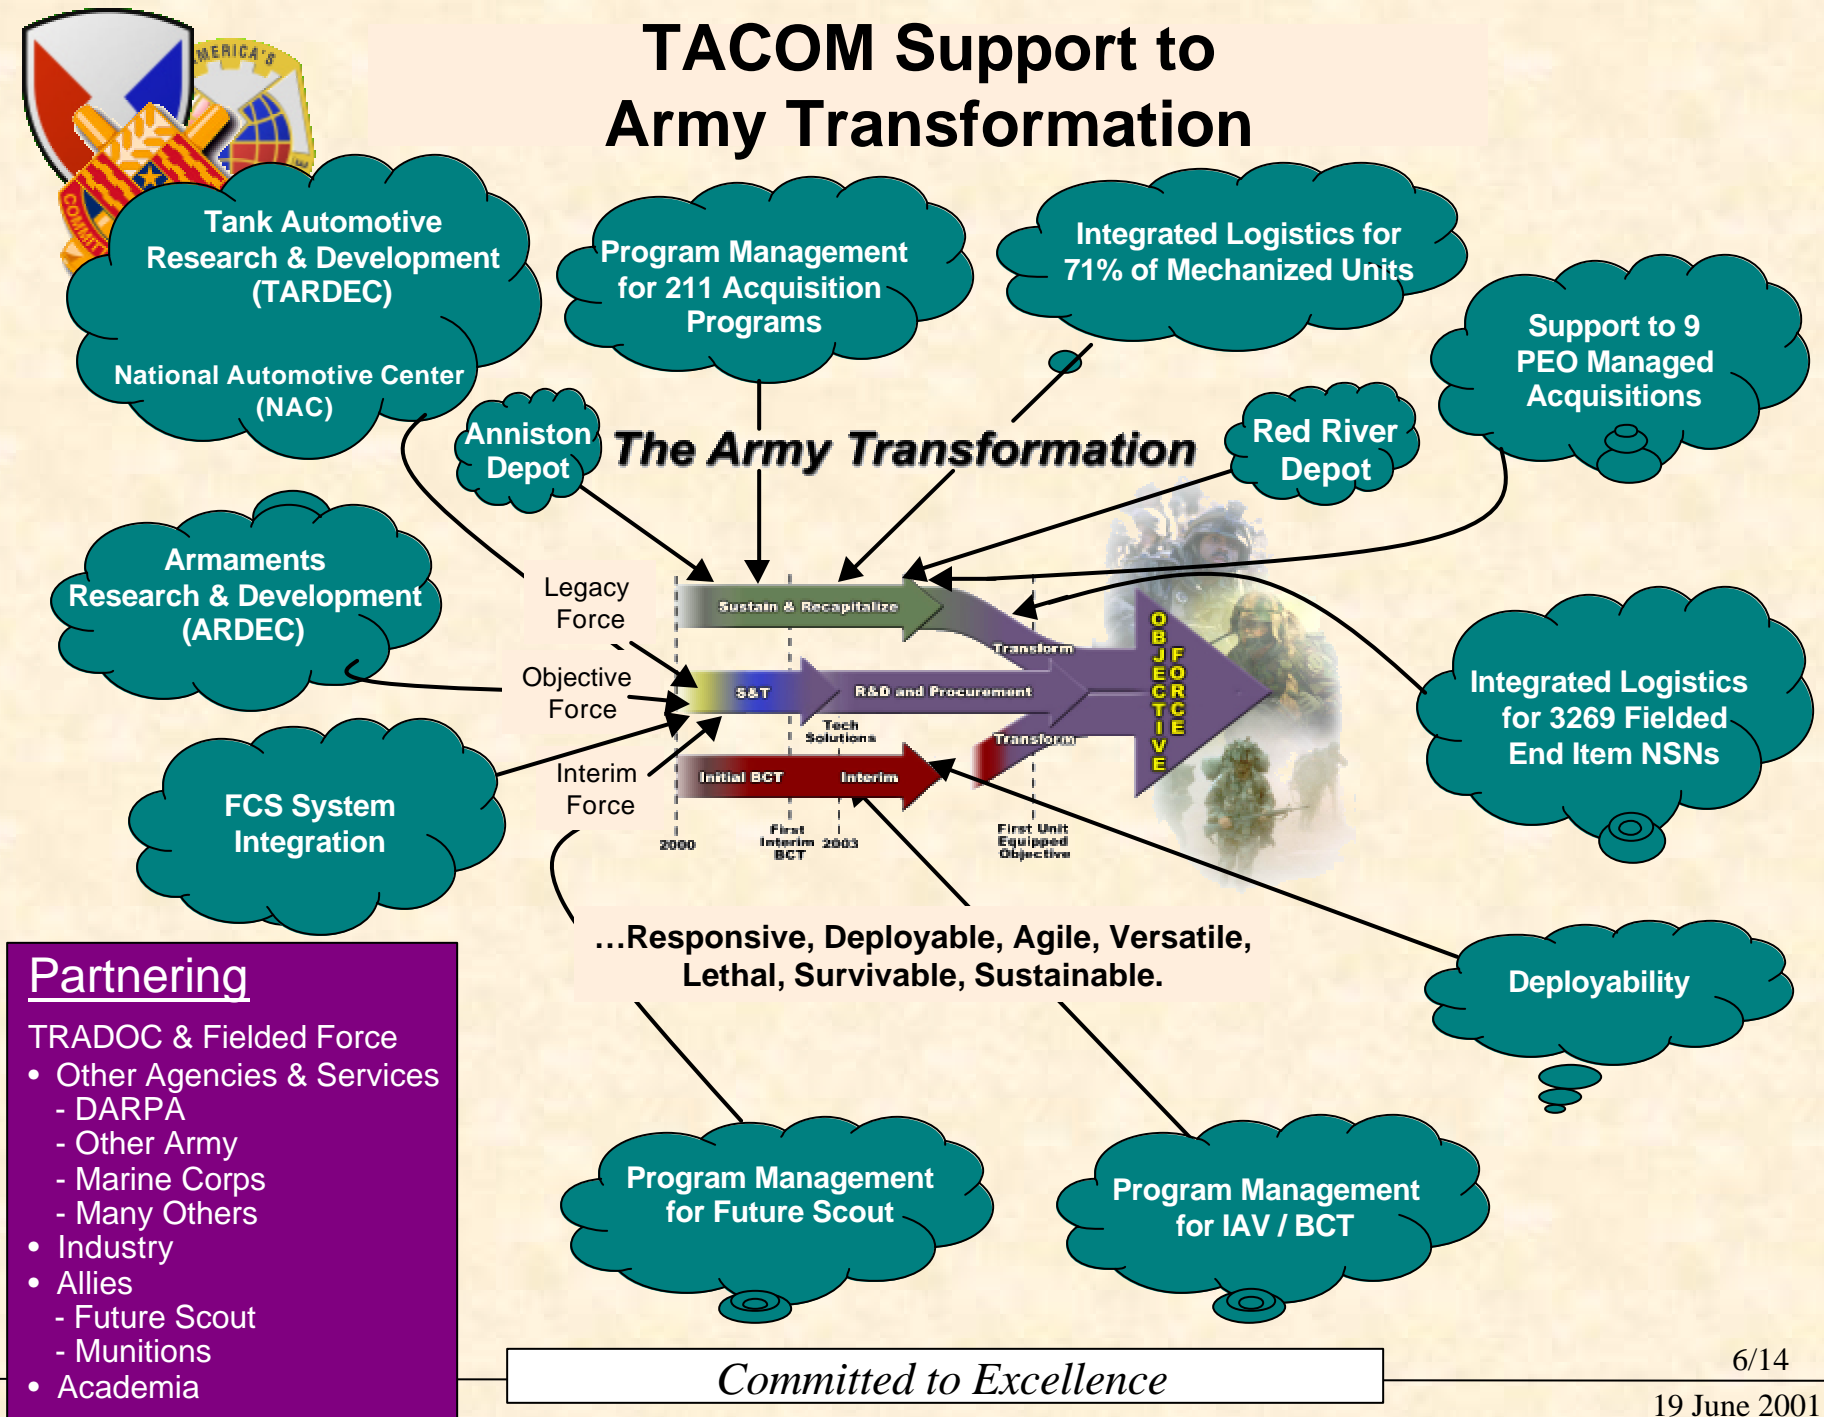 TACOM Support to
Army Transformation
AMERICA'S
COMMIT
Tank Automotive
Research & Development
(TARDEC)
National Automotive Center
(NAC)
Program Management
for 211 Acquisition
Programs
Integrated Logistics for
71% of Mechanized Units
Support to 9
PEO Managed
Acquisitions
Anniston
Depot
The Army Transformation
Red River
Depot
Armaments
Research & Development
(ARDEC)
Legacy
Force
Objective
Force
Interim
Force
Sustain & Recapitalize
Transform
S&T
R&D and Procurement
Tech
Solutions
Transform
Initial BCT
Interim
OBJECTIVE
FORCE
2000
First
Interim
BCT
2003
First Unit
Equipped
Objective
FCS System
Integration
Integrated Logistics
for 3269 Fielded
End Item NSNs
…Responsive, Deployable, Agile, Versatile,
Lethal, Survivable, Sustainable.
Deployability
Partnering
TRADOC & Fielded Force
• Other Agencies & Services
- DARPA
- Other Army
- Marine Corps
- Many Others
• Industry
• Allies
- Future Scout
- Munitions
• Academia
Program Management
for Future Scout
Program Management
for IAV / BCT
Committed to Excellence
6/14
19 June 2001